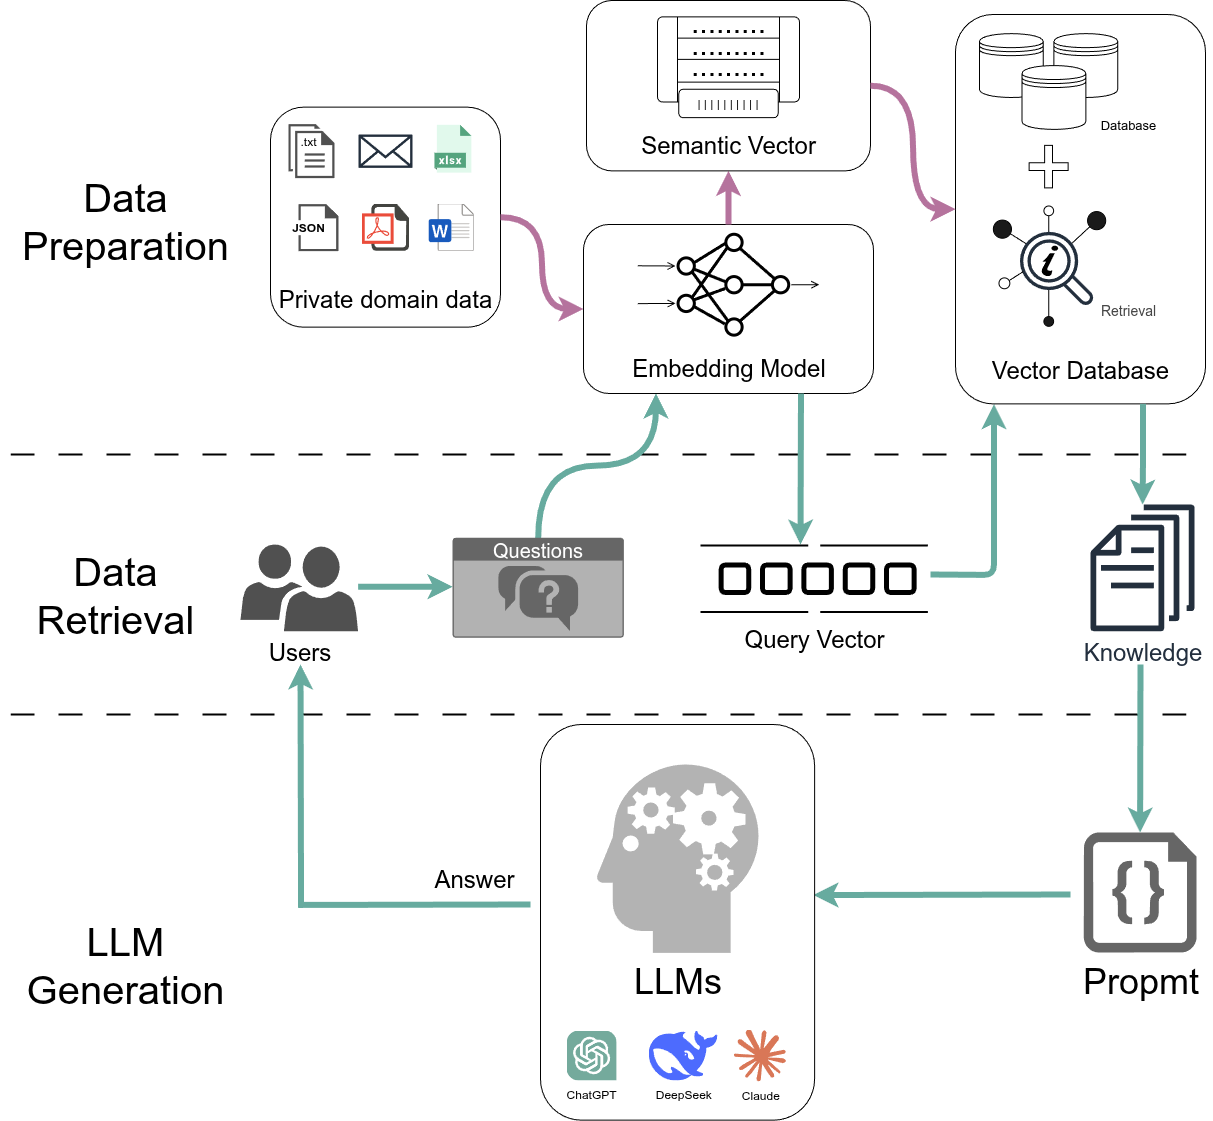 Data
Preparation
.txt
xlsx
JSON
W
Private domain data
Semantic Vector
Embedding Model
Database
i
Retrieval
Vector Database
Data
Retrieval
Users
Questions
?
Query Vector
Knowledge
LLM
Generation
Answer
LLMs
ChatGPT
DeepSeek
Claude
{}
Propmt